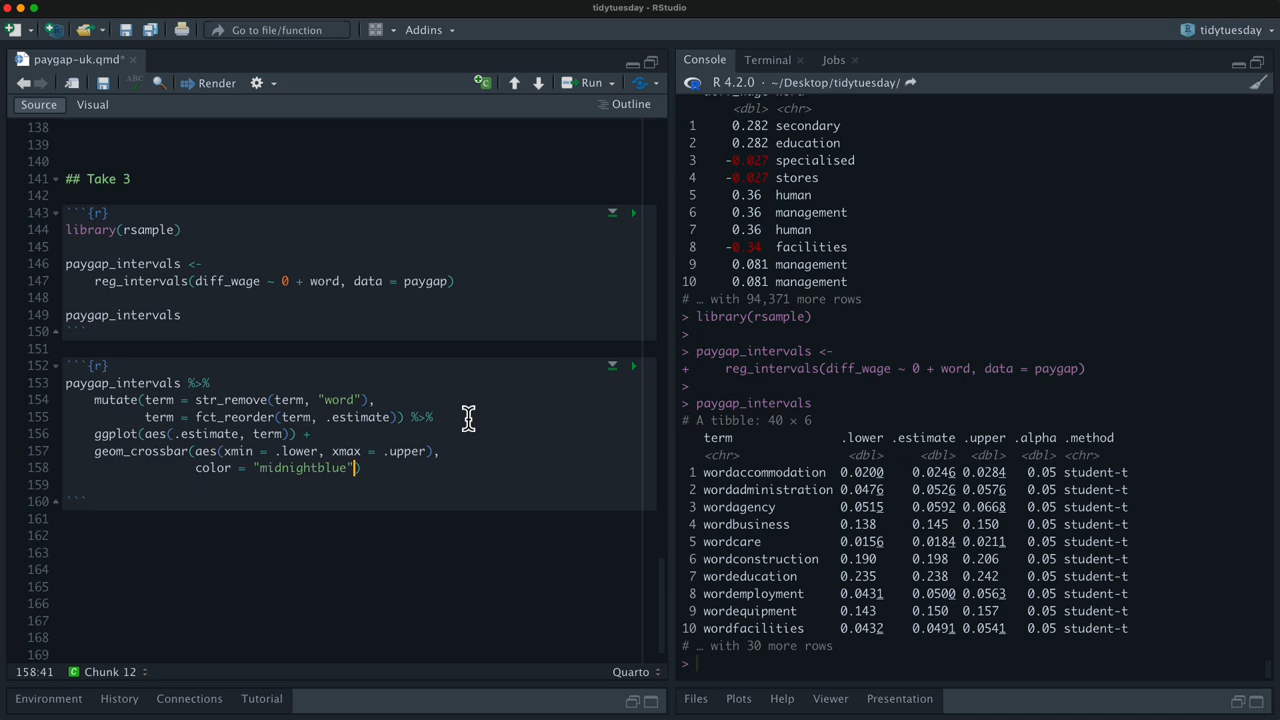 tidytuesday - RStudio
Go to file/function
Addins
tidytuesday
paygap-uk.qmd*
ABC
Render
Run
Source
Visual
Outline
138
139
140
141 ## Take 3
142
143 ```{r}
144 library(rsample)
145
146 paygap_intervals <-
147 reg_intervals(diff_wage ~ 0 + word, data = paygap)
148
149 paygap_intervals
150 ```
151
152 ```{r}
153 paygap_intervals %>%
154 mutate(term = str_remove(term, "word"),
155 term = fct_reorder(term, .estimate)) %>%
156 ggplot(aes(.estimate, term)) +
157 geom_crossbar(aes(xmin = .lower, xmax = .upper),
158 color = "midnightblue")
159
160 ```
161
162
163
164
165
166
167
168
169
158:41 Chunk 12
Quarto
Environment History Connections Tutorial
Console Terminal Jobs
R 4.2.0 · ~/Desktop/tidytuesday/
<dbl> <chr>
1 0.282 secondary
2 0.282 education
3 -0.027 specialised
4 -0.027 stores
5 0.36 human
6 0.36 management
7 0.36 human
8 -0.34 facilities
9 0.081 management
10 0.081 management
# … with 94,371 more rows
> library(rsample)
>
> paygap_intervals <-
+ reg_intervals(diff_wage ~ 0 + word, data = paygap)
>
> paygap_intervals
# A tibble: 40 × 6
term .lower .estimate .upper .alpha .method
<chr> <dbl> <dbl> <dbl> <dbl> <chr>
1 wordaccommodation 0.0200 0.0246 0.0284 0.05 student-t
2 wordadministration 0.0476 0.0526 0.0576 0.05 student-t
3 wordagency 0.0515 0.0592 0.0668 0.05 student-t
4 wordbusiness 0.138 0.145 0.150 0.05 student-t
5 wordcare 0.0156 0.0184 0.0211 0.05 student-t
6 wordconstruction 0.190 0.198 0.206 0.05 student-t
7 wordeducation 0.235 0.238 0.242 0.05 student-t
8 wordemployment 0.0431 0.0500 0.0563 0.05 student-t
9 wordequipment 0.143 0.150 0.157 0.05 student-t
10 wordfacilities 0.0432 0.0491 0.0541 0.05 student-t
# … with 30 more rows
>
Files Plots Help Viewer Presentation